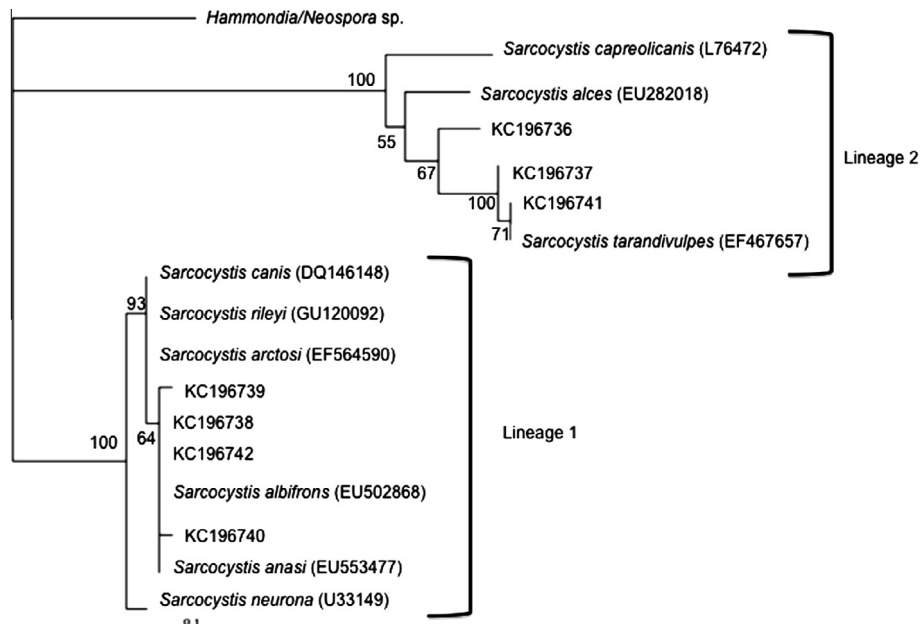 Hammondia/Neospora sp.
Sarcocystis capreolicanis (L76472)
100
Sarcocystis alces (EU282018)
55
KC196736
67
KC196737
100
KC196741
71
Sarcocystis tarandivulpes (EF467657)
Lineage 2
Sarcocystis canis (DQ146148)
93
Sarcocystis rileyi (GU120092)
Sarcocystis arctosi (EF564590)
KC196739
KC196738
64
100
KC196742
Lineage 1
Sarcocystis albifrons (EU502868)
KC196740
Sarcocystis anasi (EU553477)
Sarcocystis neurona (U33149)